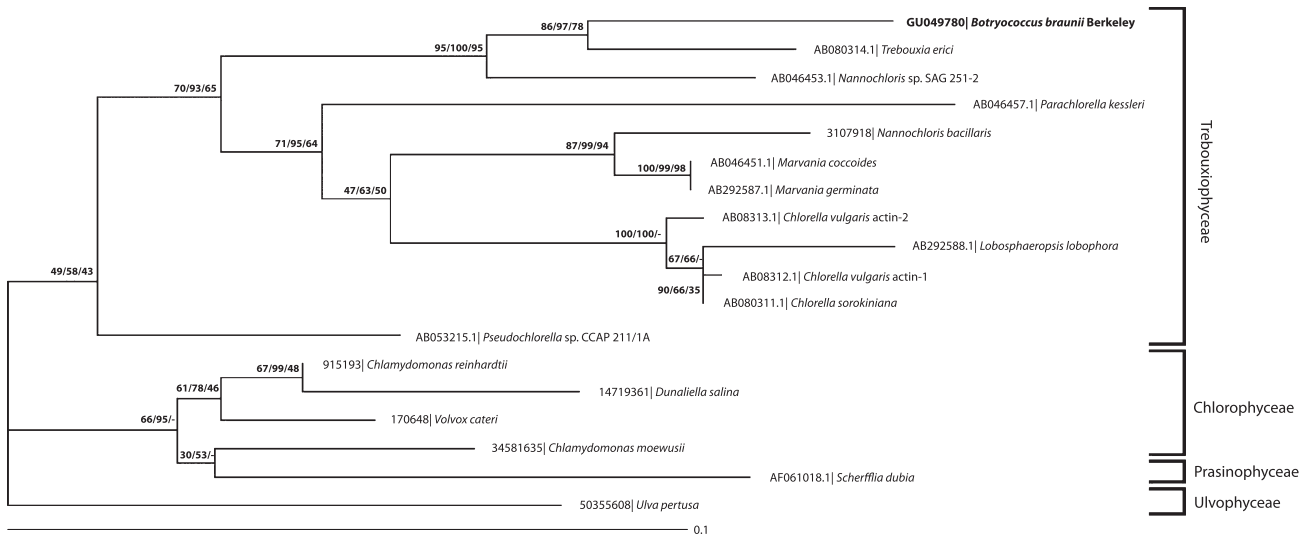 GU049780| Botryococcus braunii Berkeley
86/97/78
95/100/95
AB080314.1| Trebouxia erici
AB046453.1| Nannochloris sp. SAG 251-2
70/93/65
AB046457.1| Parachlorella kessleri
71/95/64
87/99/94
3107918| Nannochloris bacillaris
100/99/98
AB046451.1| Marvania coccoides
AB292587.1| Marvania germinata
47/63/50
AB08313.1| Chlorella vulgaris actin-2
100/100/-
AB292588.1| Lobosphaeropsis lobophora
67/66/-
AB08312.1| Chlorella vulgaris actin-1
90/66/35
AB080311.1| Chlorella sorokiniana
49/58/43
AB053215.1| Pseudochlorella sp. CCAP 211/1A
Trebouxiophyceae
67/99/48
915193| Chlamydomonas reinhardtii
61/78/46
14719361| Dunaliella salina
170648| Volvox cateri
66/95/-
34581635| Chlamydomonas moewusii
Chlorophyceae
30/53/-
AF061018.1| Scherfflia dubia
Prasinophyceae
50355608| Ulva pertusa
Ulvophyceae
0.1